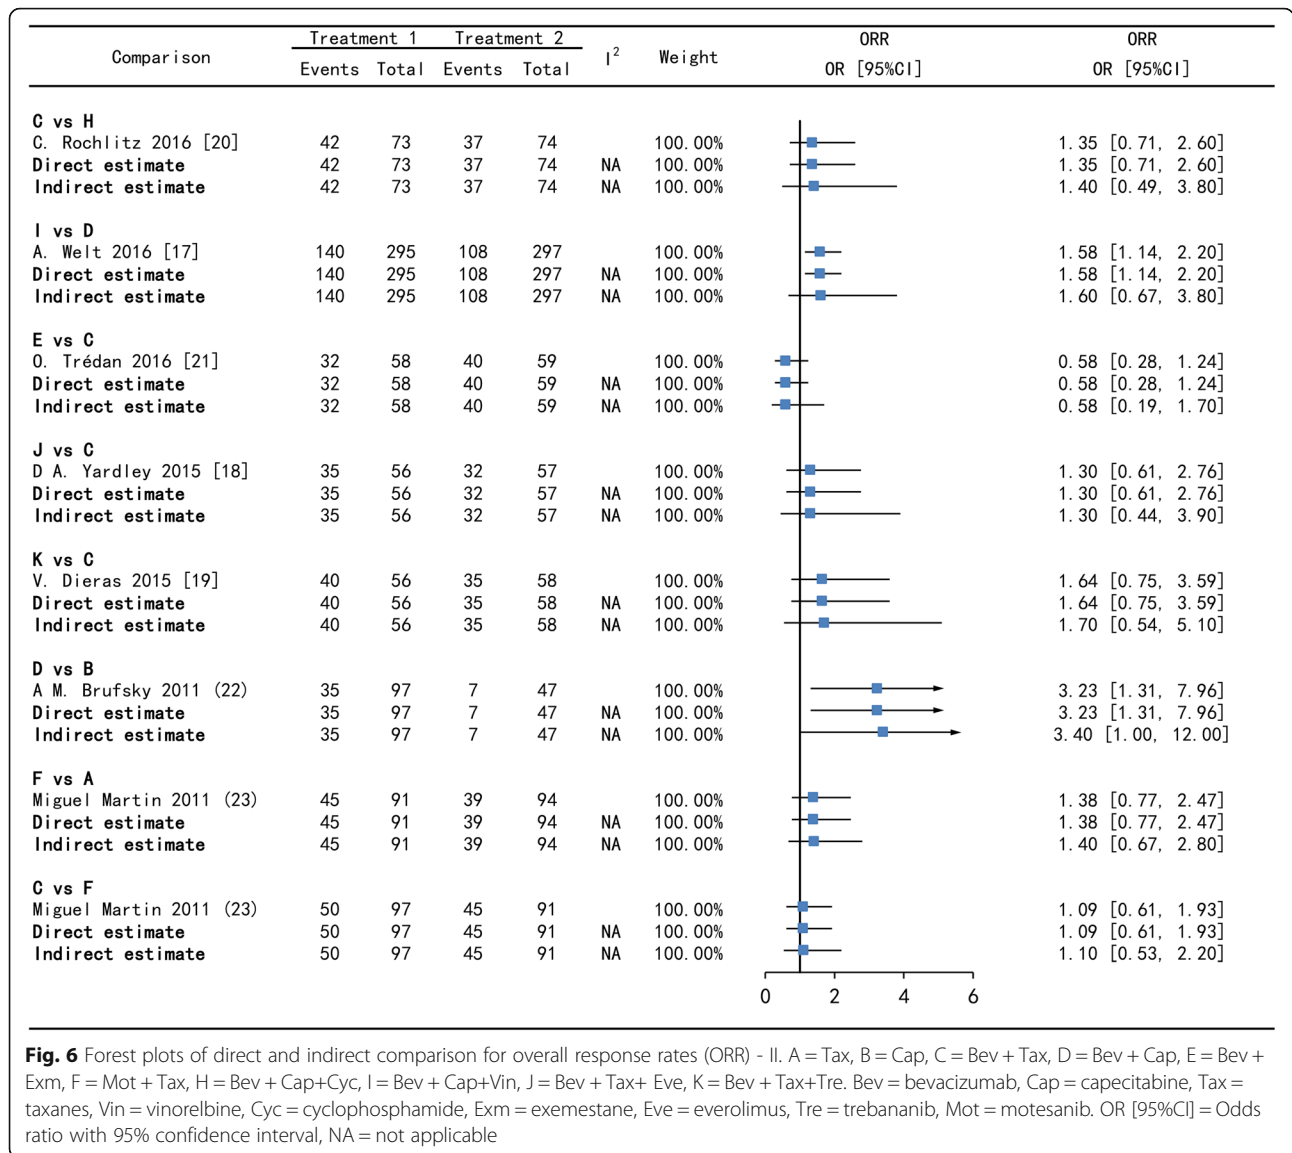 Treatment 1 Treatment 2 ORR ORR
Comparison I² Weight
Events Total Events Total OR [95%CI] OR [95%CI]
C vs H
C. Rochlitz 2016 [20] 42 73 37 74 100.00% 1.35 [0.71, 2.60]
Direct estimate 42 73 37 74 NA 100.00% 1.35 [0.71, 2.60]
Indirect estimate 42 73 37 74 NA 100.00% 1.40 [0.49, 3.80]
I vs D
A. Welt 2016 [17] 140 295 108 297 100.00% 1.58 [1.14, 2.20]
Direct estimate 140 295 108 297 NA 100.00% 1.58 [1.14, 2.20]
Indirect estimate 140 295 108 297 NA 100.00% 1.60 [0.67, 3.80]
E vs C
O. Trédan 2016 [21] 32 58 40 59 100.00% 0.58 [0.28, 1.24]
Direct estimate 32 58 40 59 NA 100.00% 0.58 [0.28, 1.24]
Indirect estimate 32 58 40 59 NA 100.00% 0.58 [0.19, 1.70]
J vs C
D A. Yardley 2015 [18] 35 56 32 57 100.00% 1.30 [0.61, 2.76]
Direct estimate 35 56 32 57 NA 100.00% 1.30 [0.61, 2.76]
Indirect estimate 35 56 32 57 NA 100.00% 1.30 [0.44, 3.90]
K vs C
V. Dieras 2015 [19] 40 56 35 58 100.00% 1.64 [0.75, 3.59]
Direct estimate 40 56 35 58 NA 100.00% 1.64 [0.75, 3.59]
Indirect estimate 40 56 35 58 NA 100.00% 1.70 [0.54, 5.10]
D vs B
A M. Brufsky 2011 (22) 35 97 7 47 100.00% 3.23 [1.31, 7.96]
Direct estimate 35 97 7 47 NA 100.00% 3.23 [1.31, 7.96]
Indirect estimate 35 97 7 47 NA 100.00% 3.40 [1.00, 12.00]
F vs A
Miguel Martin 2011 (23) 45 91 39 94 100.00% 1.38 [0.77, 2.47]
Direct estimate 45 91 39 94 NA 100.00% 1.38 [0.77, 2.47]
Indirect estimate 45 91 39 94 NA 100.00% 1.40 [0.67, 2.80]
C vs F
Miguel Martin 2011 (23) 50 97 45 91 100.00% 1.09 [0.61, 1.93]
Direct estimate 50 97 45 91 NA 100.00% 1.09 [0.61, 1.93]
Indirect estimate 50 97 45 91 NA 100.00% 1.10 [0.53, 2.20]
0 2 4 6
Fig. 6 Forest plots of direct and indirect comparison for overall response rates (ORR) - II. A = Tax, B = Cap, C = Bev + Tax, D = Bev + Cap, E = Bev +
Exm, F = Mot + Tax, H = Bev + Cap+Cyc, I = Bev + Cap+Vin, J = Bev + Tax+ Eve, K = Bev + Tax+Tre. Bev = bevacizumab, Cap = capecitabine, Tax =
taxanes, Vin = vinorelbine, Cyc = cyclophosphamide, Exm = exemestane, Eve = everolimus, Tre = trebananib, Mot = motesanib. OR [95%CI] = Odds
ratio with 95% confidence interval, NA = not applicable